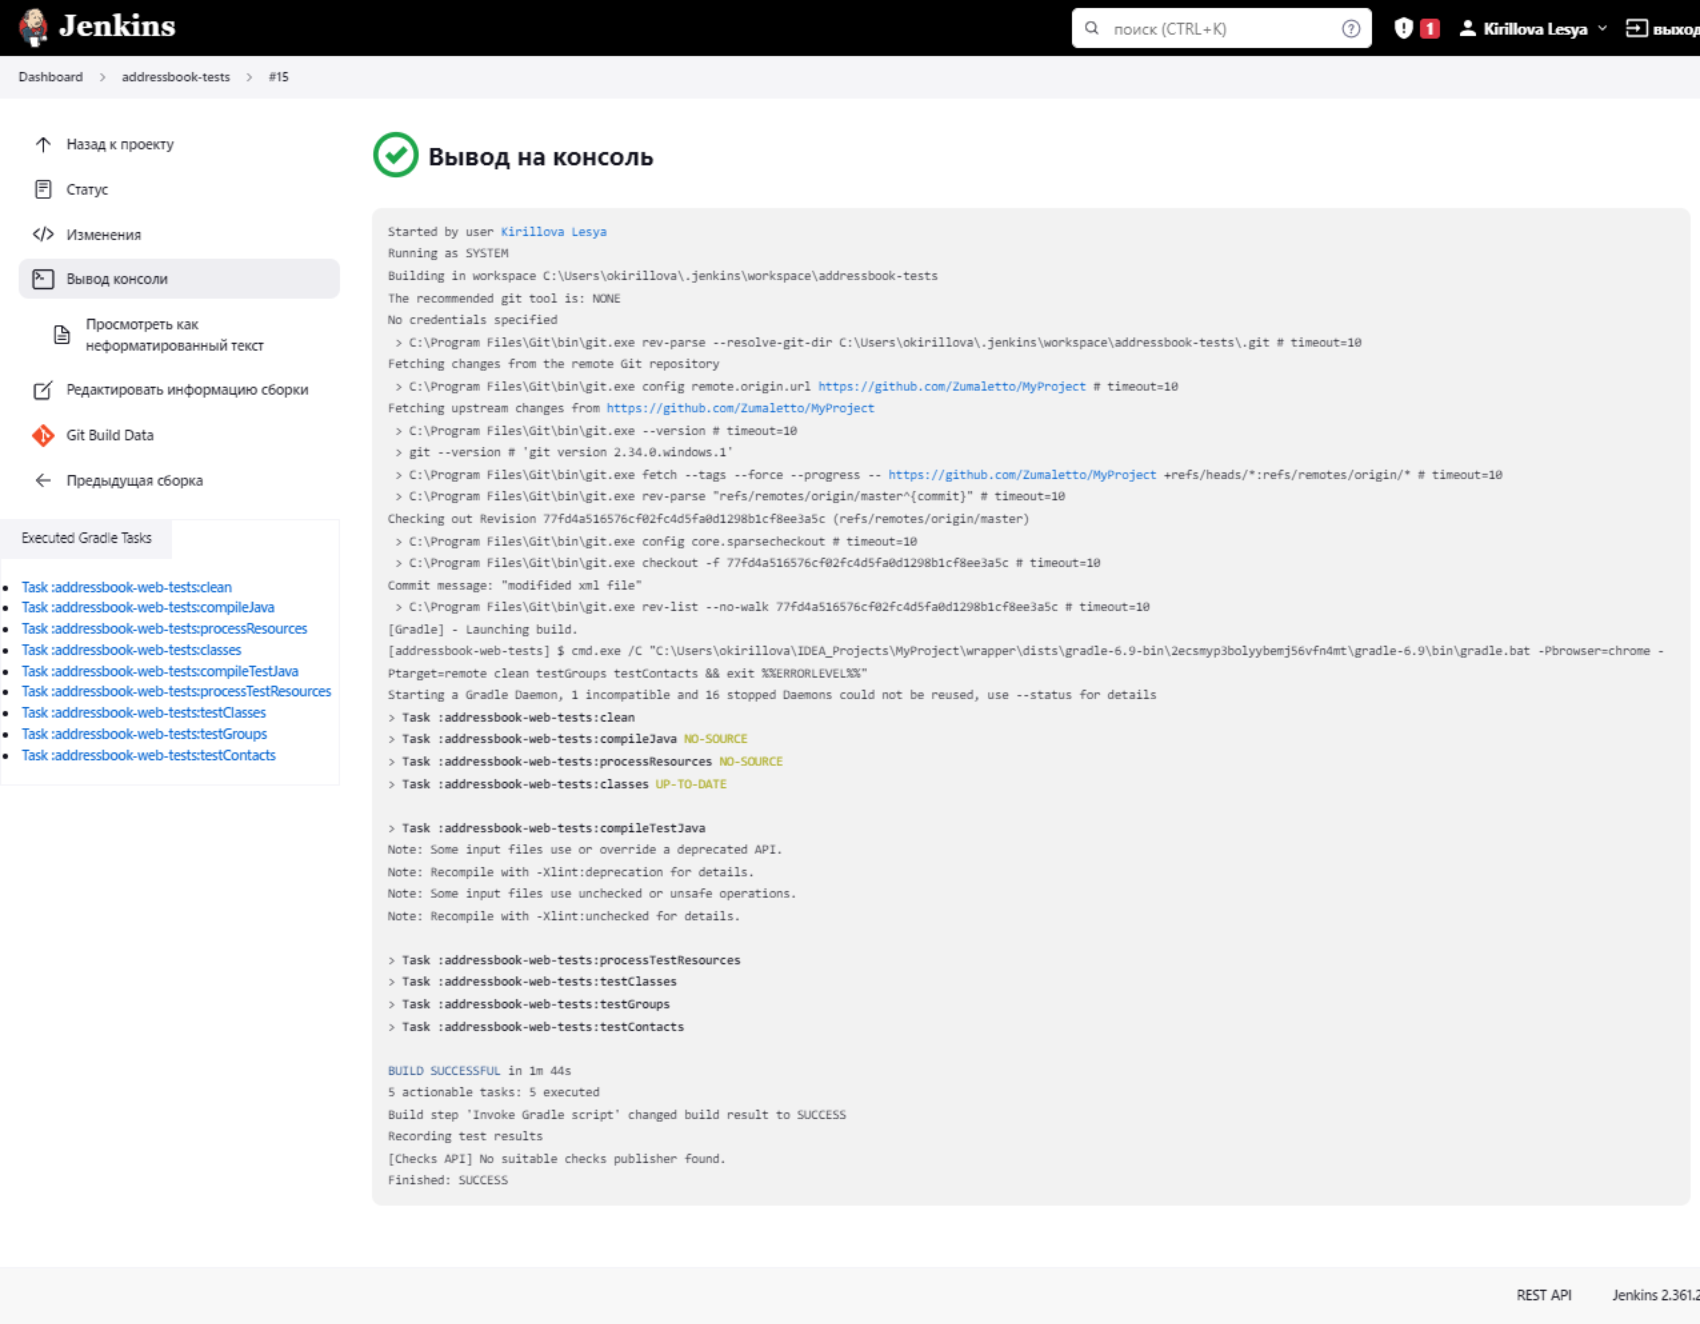 Jenkins
поиск (CTRL+K)
1
Kirillova Lesya
выход
Dashboard > addressbook-tests > #15
Назад к проекту
Статус
Изменения
Вывод консоли
Просмотреть как
неформатированный текст
Редактировать информацию сборки
Git Build Data
Предыдущая сборка
Executed Gradle Tasks
Task :addressbook-web-tests:clean
Task :addressbook-web-tests:compileJava
Task :addressbook-web-tests:processResources
Task :addressbook-web-tests:classes
Task :addressbook-web-tests:compileTestJava
Task :addressbook-web-tests:processTestResources
Task :addressbook-web-tests:testClasses
Task :addressbook-web-tests:testGroups
Task :addressbook-web-tests:testContacts
Вывод на консоль
Started by user Kirillova Lesya
Running as SYSTEM
Building in workspace C:\Users\okirillova\.jenkins\workspace\addressbook-tests
The recommended git tool is: NONE
No credentials specified
> C:\Program Files\Git\bin\git.exe rev-parse --resolve-git-dir C:\Users\okirillova\.jenkins\workspace\addressbook-tests\.git # timeout=10
Fetching changes from the remote Git repository
> C:\Program Files\Git\bin\git.exe config remote.origin.url https://github.com/Zumaletto/MyProject # timeout=10
Fetching upstream changes from https://github.com/Zumaletto/MyProject
> C:\Program Files\Git\bin\git.exe --version # timeout=10
> git --version # 'git version 2.34.0.windows.1'
> C:\Program Files\Git\bin\git.exe fetch --tags --force --progress -- https://github.com/Zumaletto/MyProject +refs/heads/*:refs/remotes/origin/* # timeout=10
> C:\Program Files\Git\bin\git.exe rev-parse "refs/remotes/origin/master^{commit}" # timeout=10
Checking out Revision 77fd4a516576cf02fc4d5fa0d1298b1cf8ee3a5c (refs/remotes/origin/master)
> C:\Program Files\Git\bin\git.exe config core.sparsecheckout # timeout=10
> C:\Program Files\Git\bin\git.exe checkout -f 77fd4a516576cf02fc4d5fa0d1298b1cf8ee3a5c # timeout=10
Commit message: "modifided xml file"
> C:\Program Files\Git\bin\git.exe rev-list --no-walk 77fd4a516576cf02fc4d5fa0d1298b1cf8ee3a5c # timeout=10
[Gradle] - Launching build.
[addressbook-web-tests] $ cmd.exe /C "C:\Users\okirillova\IDEA_Projects\MyProject\wrapper\dists\gradle-6.9-bin\2ecsmyp3bolyybemj56vfn4mt\gradle-6.9\bin\gradle.bat -Pbrowser=chrome -
Ptarget=remote clean testGroups testContacts && exit %%ERRORLEVEL%%"
Starting a Gradle Daemon, 1 incompatible and 16 stopped Daemons could not be reused, use --status for details
> Task :addressbook-web-tests:clean
> Task :addressbook-web-tests:compileJava NO-SOURCE
> Task :addressbook-web-tests:processResources NO-SOURCE
> Task :addressbook-web-tests:classes UP-TO-DATE
> Task :addressbook-web-tests:compileTestJava
Note: Some input files use or override a deprecated API.
Note: Recompile with -Xlint:deprecation for details.
Note: Some input files use unchecked or unsafe operations.
Note: Recompile with -Xlint:unchecked for details.
> Task :addressbook-web-tests:processTestResources
> Task :addressbook-web-tests:testClasses
> Task :addressbook-web-tests:testGroups
> Task :addressbook-web-tests:testContacts
BUILD SUCCESSFUL in 1m 44s
5 actionable tasks: 5 executed
Build step 'Invoke Gradle script' changed build result to SUCCESS
Recording test results
[Checks API] No suitable checks publisher found.
Finished: SUCCESS
REST API
Jenkins 2.361.2